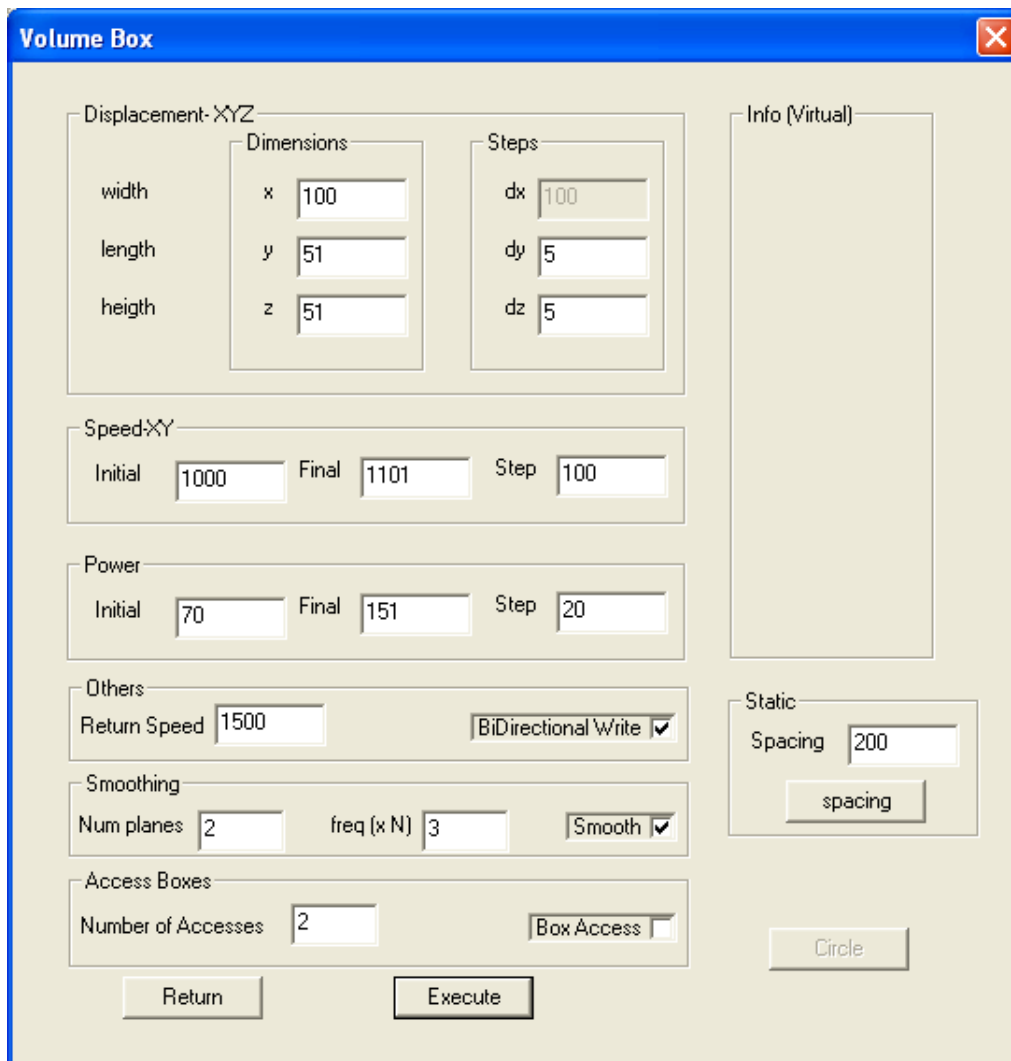 Volume Box
Displacement- XYZ
Info (Virtual)
Dimensions
Steps
width x 100 dx 100
length y 51 dy 5
heigth z 51 dz 5
Speed-XY
Initial 1000 Final 1101 Step 100
Power
Initial 70 Final 151 Step 20
Others
Return Speed 1500 BiDirectional Write
Static
Spacing 200
spacing
Smoothing
Num planes 2 freq (x N) 3 Smooth
Access Boxes
Number of Accesses 2 Box Access
Circle
Return Execute